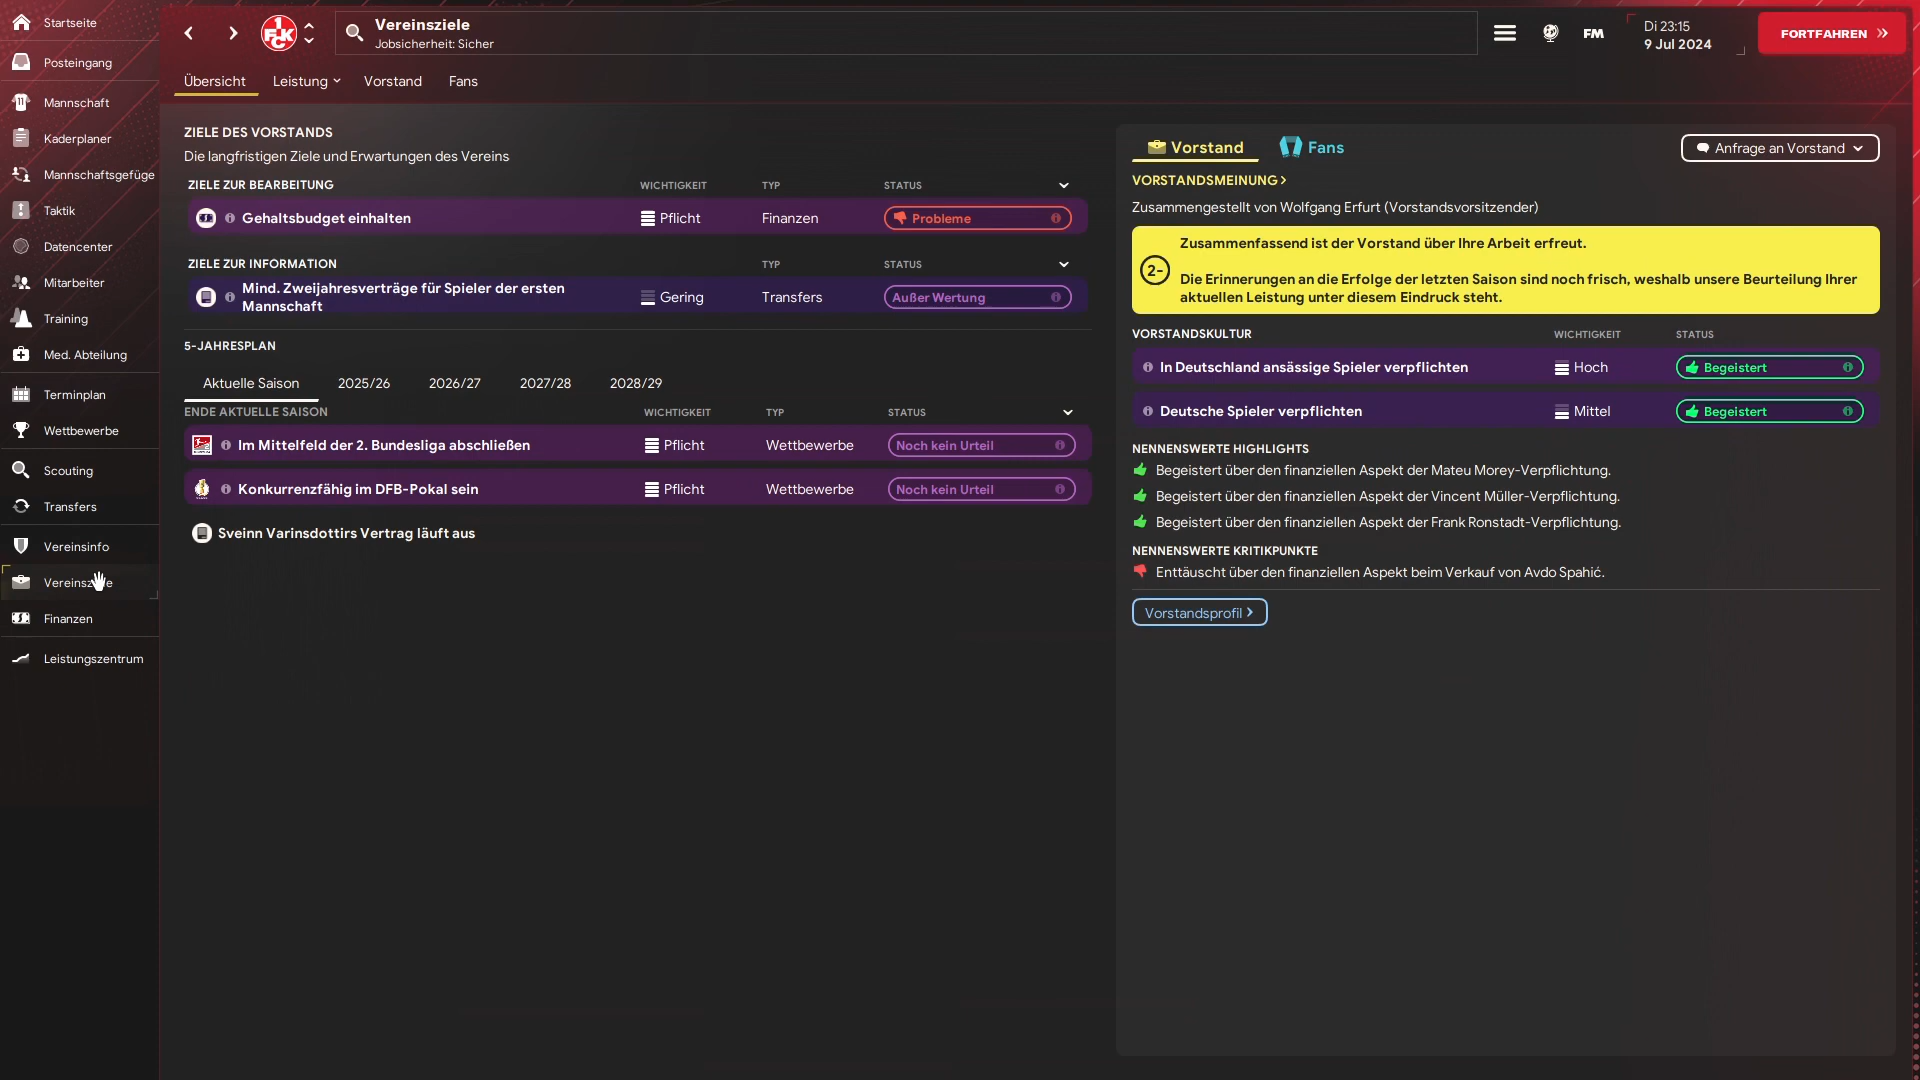 Startseite
Posteingang
Mannschaft
Kaderplaner
Mannschaftsgefüge
Taktik
Datencenter
Mitarbeiter
Training
Med. Abteilung
Terminplan
Wettbewerbe
Scouting
Transfers
Vereinsinfo
Finanzen
Leistungszentrum
1
FCK
Vereinsziele
Jobsicherheit: Sicher
FM
Di 23:15
9 Jul 2024
FORTFAHREN
Übersicht
Leistung
Vorstand
Fans
ZIELE DES VORSTANDS
Die langfristigen Ziele und Erwartungen des Vereins
ZIELE ZUR BEARBEITUNG WICHTIGKEIT TYP STATUS
Gehaltsbudget einhalten Pflicht Finanzen Probleme
ZIELE ZUR INFORMATION TYP STATUS
Mind. Zweijahresverträge für Spieler der ersten Mannschaft Gering Transfers Außer Wertung
5-JAHRESPLAN
Aktuelle Saison 2025/26 2026/27 2027/28 2028/29
ENDE AKTUELLE SAISON WICHTIGKEIT TYP STATUS
Im Mittelfeld der 2. Bundesliga abschließen Pflicht Wettbewerbe Noch kein Urteil
Konkurrenzfähig im DFB-Pokal sein Pflicht Wettbewerbe Noch kein Urteil
Sveinn Varinsdottirs Vertrag läuft aus
Vorstand Fans Anfrage an Vorstand
VORSTANDSMEINUNG
Zusammengestellt von Wolfgang Erfurt (Vorstandsvorsitzender)
2-
Zusammenfassend ist der Vorstand über Ihre Arbeit erfreut.
Die Erinnerungen an die Erfolge der letzten Saison sind noch frisch, weshalb unsere Beurteilung Ihrer
aktuellen Leistung unter diesem Eindruck steht.
VORSTANDSKULTUR WICHTIGKEIT STATUS
In Deutschland ansässige Spieler verpflichten Hoch Begeistert
Deutsche Spieler verpflichten Mittel Begeistert
NENNENSWERTE HIGHLIGHTS
Begeistert über den finanziellen Aspekt der Mateu Morey-Verpflichtung.
Begeistert über den finanziellen Aspekt der Vincent Müller-Verpflichtung.
Begeistert über den finanziellen Aspekt der Frank Ronstadt-Verpflichtung.
NENNENSWERTE KRITIKPUNKTE
Enttäuscht über den finanziellen Aspekt beim Verkauf von Avdo Spahić.
Vorstandsprofil